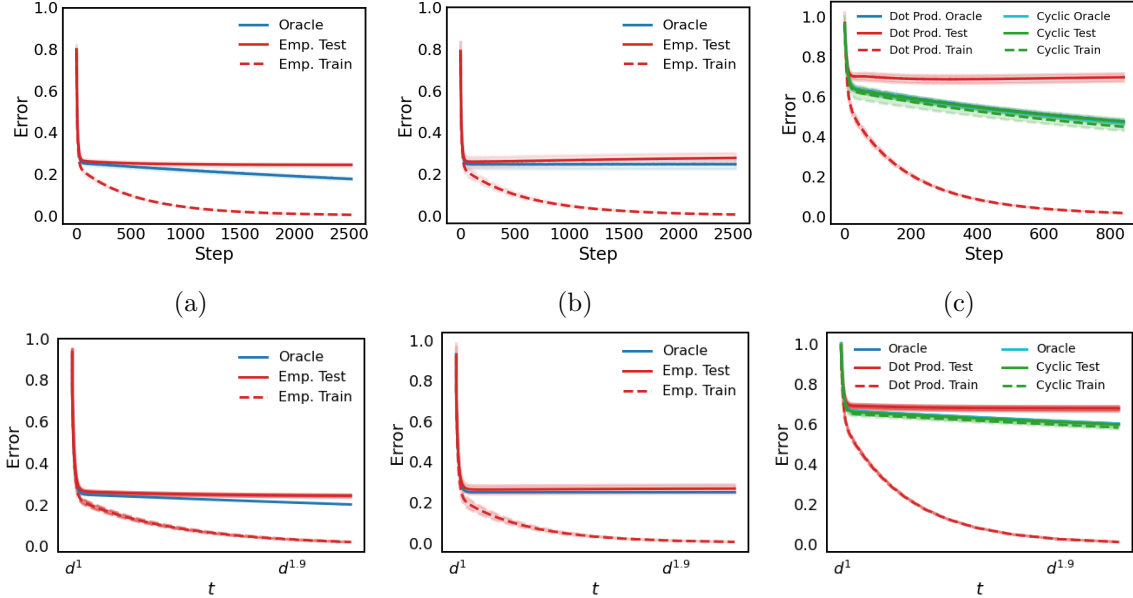 1.0
0.8
0.6
0.4
0.2
0.0
Error
Oracle
Emp. Test
Emp. Train
0 500 1000 1500 2000 2500
Step
(a)
1.0
0.8
0.6
0.4
0.2
0.0
Error
Oracle
Emp. Test
Emp. Train
0 500 1000 1500 2000 2500
Step
(b)
1.0
0.8
0.6
0.4
0.2
0.0
Error
Dot Prod. Oracle Cyclic Oracle
Dot Prod. Test Cyclic Test
Dot Prod. Train Cyclic Train
0 200 400 600 800
Step
(c)
1.0
0.8
0.6
0.4
0.2
0.0
Error
Oracle
Emp. Test
Emp. Train
d¹ d¹·⁹
t
1.0
0.8
0.6
0.4
0.2
0.0
Error
Oracle
Emp. Test
Emp. Train
d¹ d¹·⁹
t
1.0
0.8
0.6
0.4
0.2
0.0
Error
Oracle Oracle
Dot Prod. Test Cyclic Test
Dot Prod. Train Cyclic Train
d¹ d¹·⁹
t